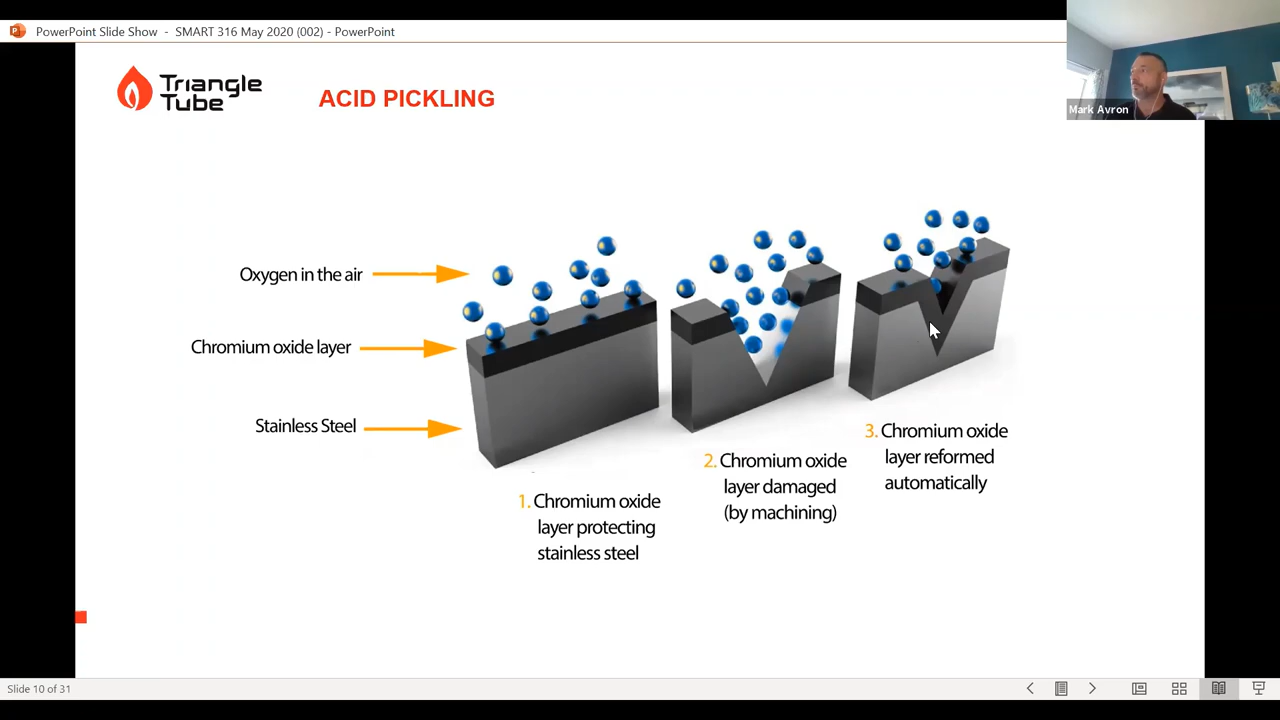 PowerPoint Slide Show - SMART 316 May 2020 (002) - PowerPoint
Mark Avron
Triangle
Tube
ACID PICKLING
Oxygen in the air
Chromium oxide layer
Stainless Steel
1. Chromium oxide
layer protecting
stainless steel
2. Chromium oxide
layer damaged
(by machining)
3. Chromium oxide
layer reformed
automatically
Slide 10 of 31